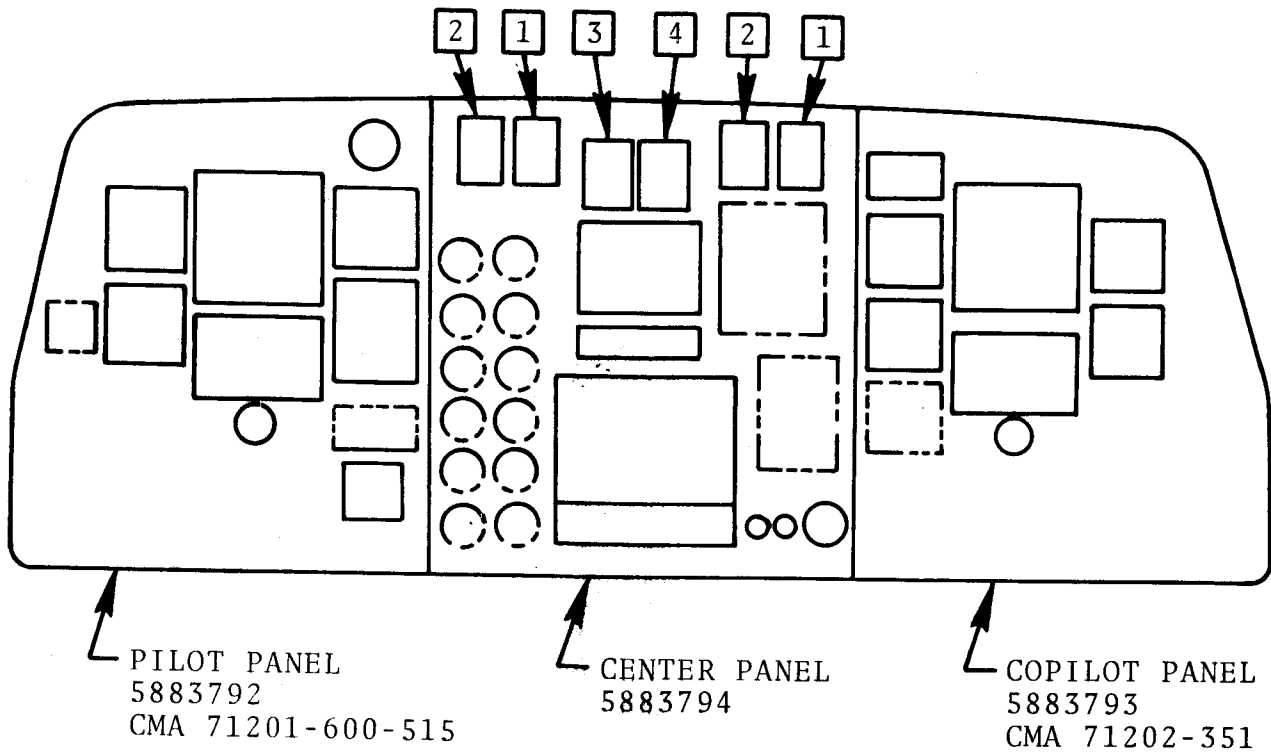 2 1 3 4 2 1
PILOT PANEL
5883792
CMA 71201-600-515
CENTER PANEL
5883794
COPILOT PANEL
5883793
CMA 71202-351